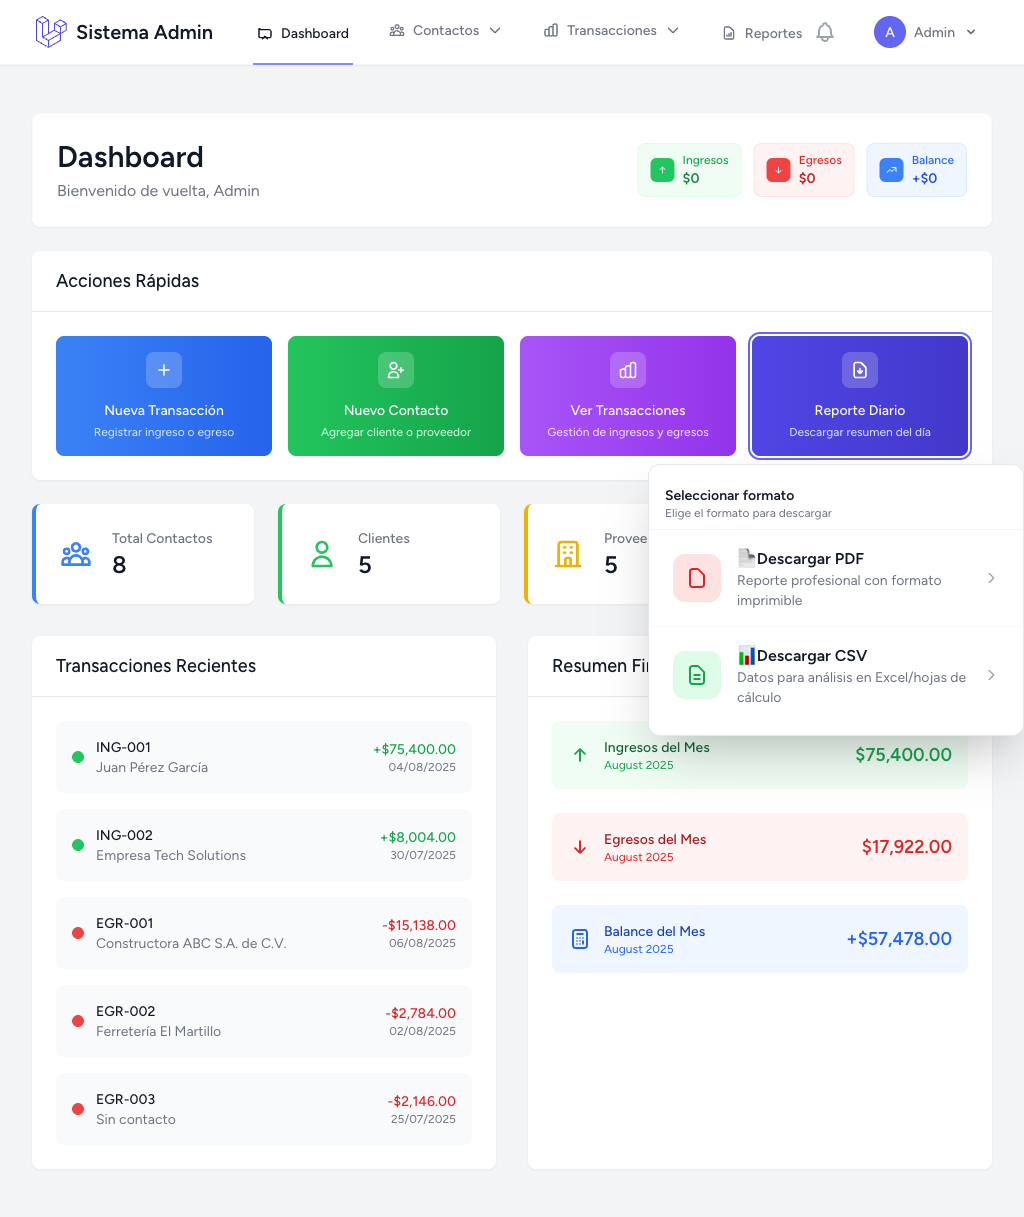 Sistema Admin
Dashboard
Contactos
Transacciones
Reportes
A
Admin
Dashboard
Bienvenido de vuelta, Admin
Ingresos
$0
Egresos
$0
Balance
+$0
Acciones Rápidas
Nueva Transacción
Registrar ingreso o egreso
Nuevo Contacto
Agregar cliente o proveedor
Ver Transacciones
Gestión de ingresos y egresos
Reporte Diario
Descargar resumen del día
Seleccionar formato
Elige el formato para descargar
Descargar PDF
Reporte profesional con formato
imprimible
Descargar CSV
Datos para análisis en Excel/hojas de
cálculo
Total Contactos
8
Clientes
5
Provee
5
Transacciones Recientes
ING-001
Juan Pérez García
+$75,400.00
04/08/2025
ING-002
Empresa Tech Solutions
+$8,004.00
30/07/2025
EGR-001
Constructora ABC S.A. de C.V.
-$15,138.00
06/08/2025
EGR-002
Ferretería El Martillo
-$2,784.00
02/08/2025
EGR-003
Sin contacto
-$2,146.00
25/07/2025
Resumen Fi
Ingresos del Mes
August 2025
$75,400.00
Egresos del Mes
August 2025
$17,922.00
Balance del Mes
August 2025
+$57,478.00